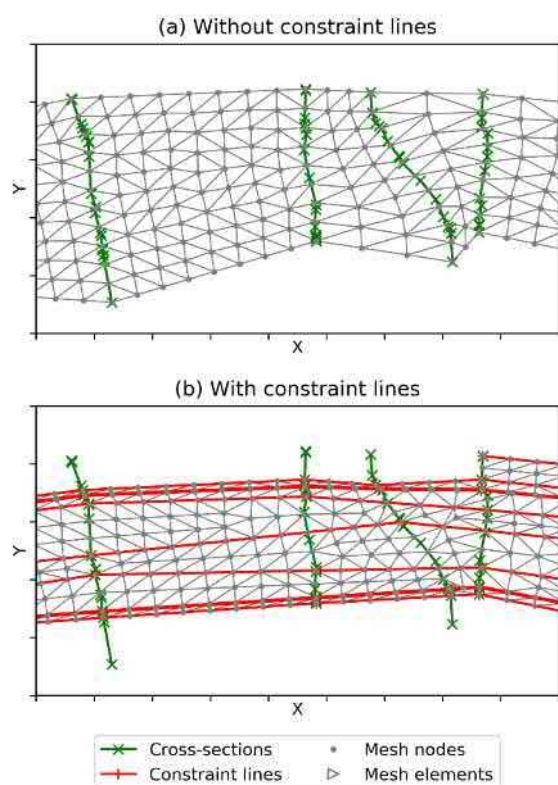 (a) Without constraint lines
Y
X
(b) With constraint lines
Y
X
Cross-sections
Mesh nodes
Constraint lines
Mesh elements